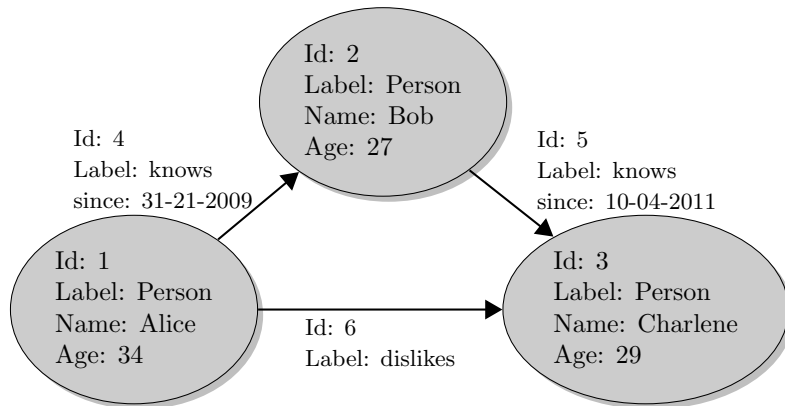 Id: 2
Label: Person
Name: Bob
Age: 27
Id: 4
Label: knows
since: 31-21-2009
Id: 5
Label: knows
since: 10-04-2011
Id: 1
Label: Person
Name: Alice
Age: 34
Id: 6
Label: dislikes
Id: 3
Label: Person
Name: Charlene
Age: 29